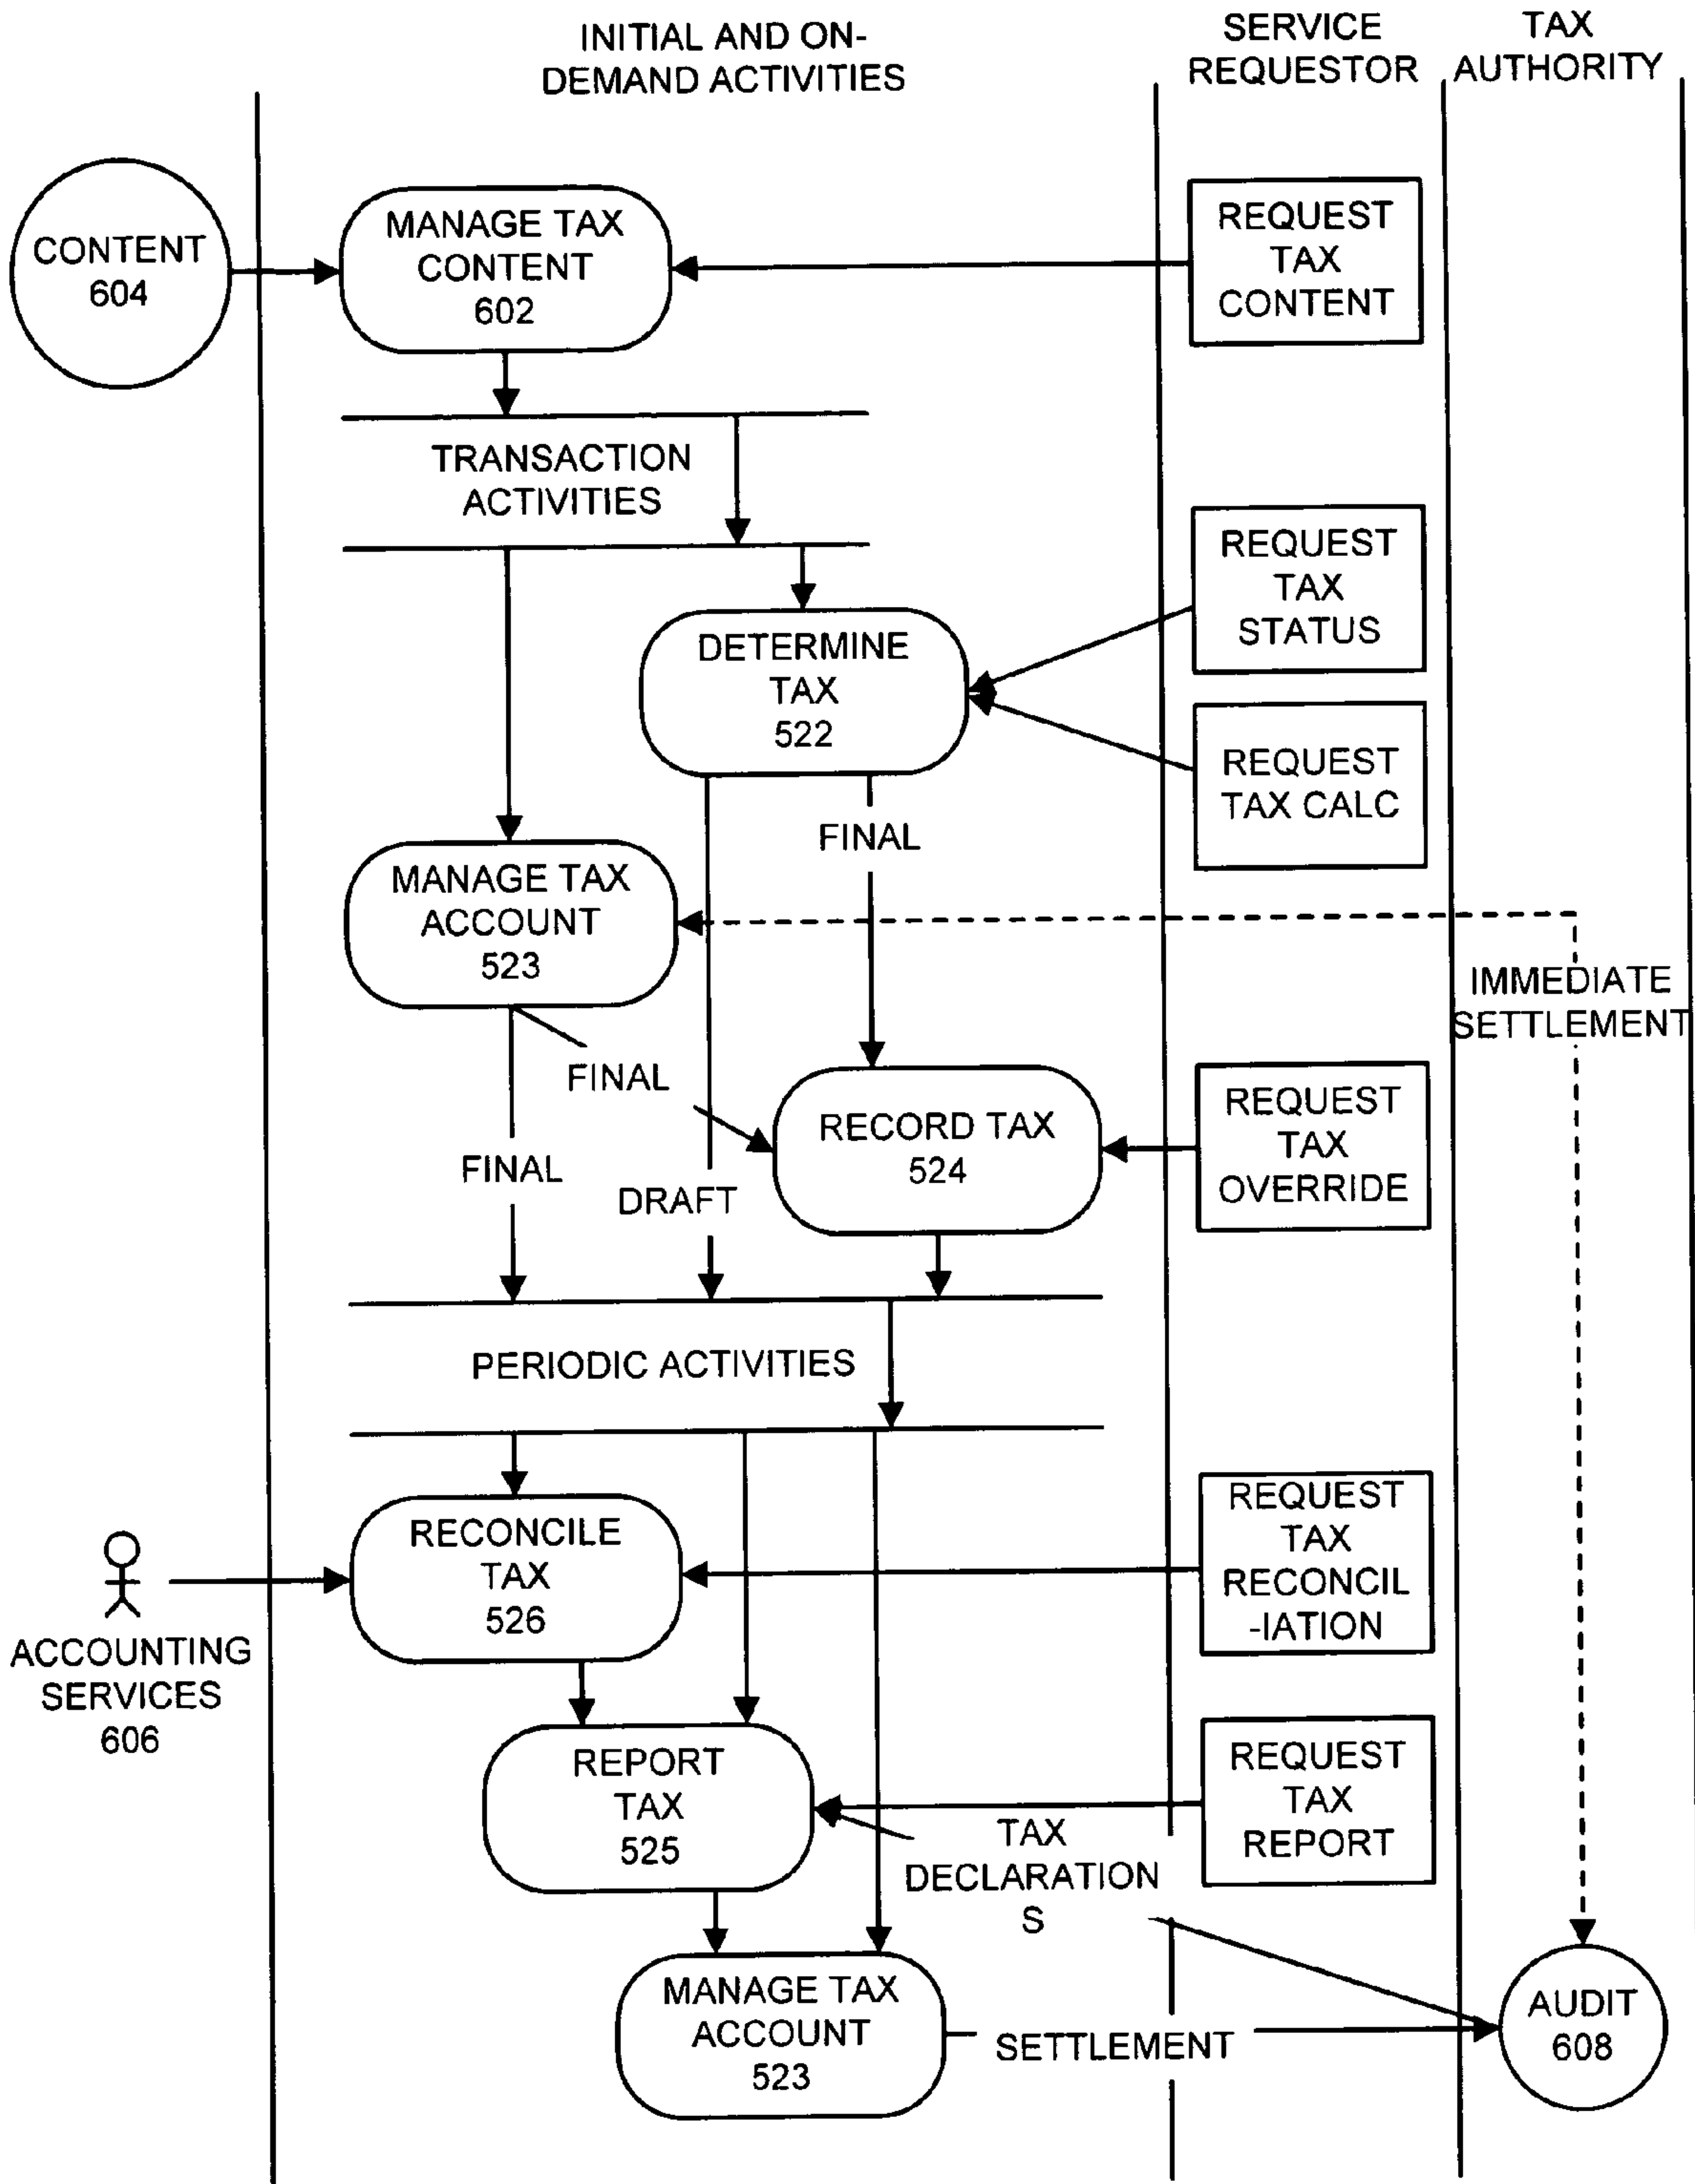 INITIAL AND ON-
DEMAND ACTIVITIES
SERVICE
REQUESTOR
TAX
AUTHORITY
CONTENT
604
MANAGE TAX
CONTENT
602
REQUEST
TAX
CONTENT
TRANSACTION
ACTIVITIES
REQUEST
TAX
STATUS
DETERMINE
TAX
522
REQUEST
TAX CALC
FINAL
MANAGE TAX
ACCOUNT
523
IMMEDIATE
SETTLEMENT
FINAL
RECORD TAX
524
REQUEST
TAX
OVERRIDE
FINAL
DRAFT
PERIODIC ACTIVITIES
RECONCILE
TAX
526
REQUEST
TAX
RECONCIL
-IATION
ACCOUNTING
SERVICES
606
REPORT
TAX
525
REQUEST
TAX
REPORT
TAX
DECLARATION
S
MANAGE TAX
ACCOUNT
523
SETTLEMENT
AUDIT
608